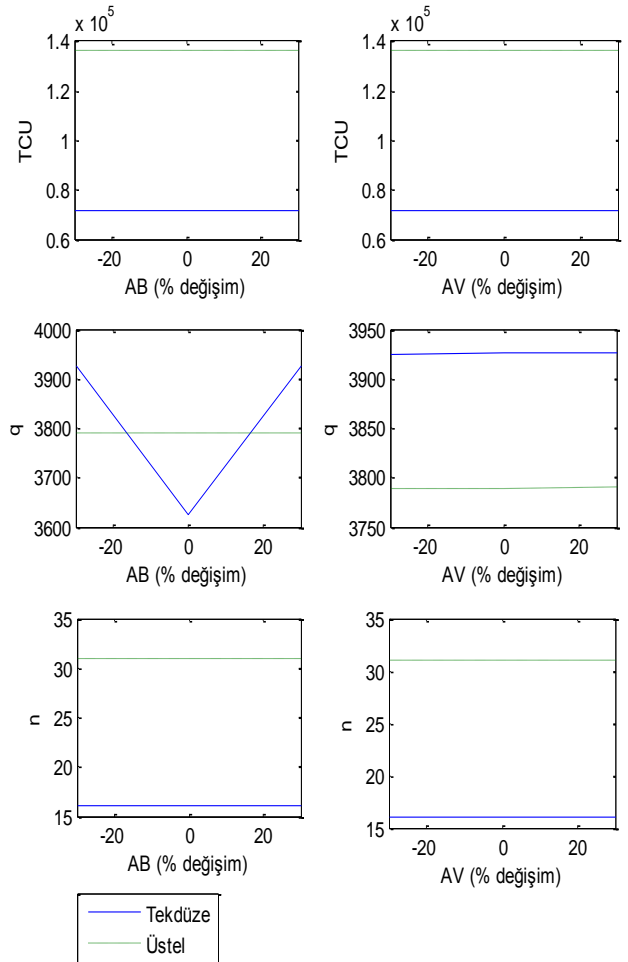 x 10^5
1.4
1.2
1
0.8
0.6
TCU
-20 0 20
AB (% değişim)
x 10^5
1.4
1.2
1
0.8
0.6
TCU
-20 0 20
AV (% değişim)
4000
3900
3800
3700
3600
q
-20 0 20
AB (% değişim)
3950
3900
3850
3800
3750
q
-20 0 20
AV (% değişim)
35
30
25
20
15
n
-20 0 20
AB (% değişim)
35
30
25
20
15
n
-20 0 20
AV (% değişim)
Tekdüze
Üstel